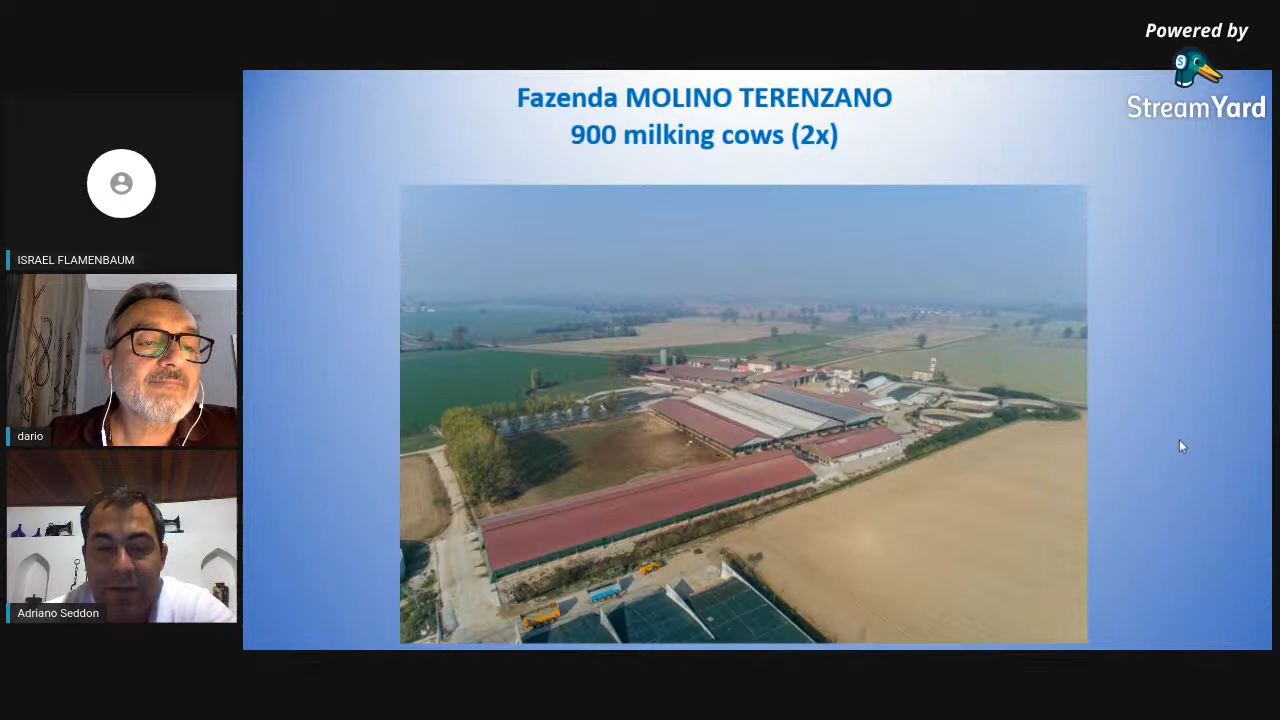 Powered by
StreamYard
Fazenda MOLINO TERENZANO
900 milking cows (2x)
ISRAEL FLAMENBAUM
dario
Adriano Seddon